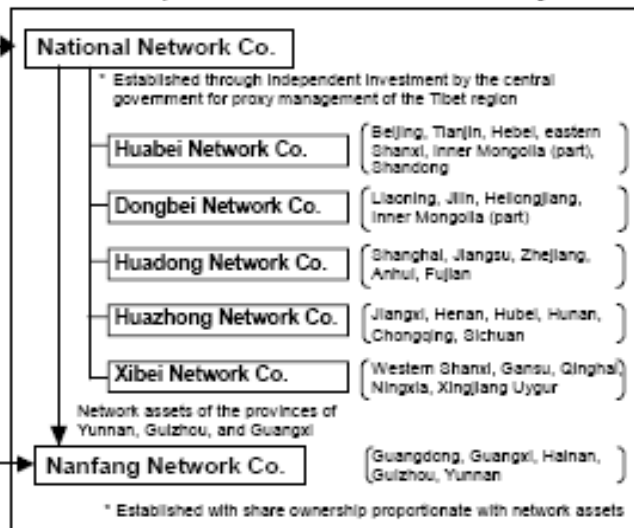 National Network Co.
* Established through independent investment by the central
government for proxy management of the Tibet region
Huabei Network Co.
Beijing, Tianjin, Hebei, eastern
Shanxi, Inner Mongolia (part),
Shandong
Dongbei Network Co.
Liaoning, Jilin, Heilongjiang,
Inner Mongolia (part)
Huadong Network Co.
Shanghai, Jiangsu, Zhejiang,
Anhui, Fujian
Huazhong Network Co.
Jiangxi, Henan, Hubei, Hunan,
Chongqing, Sichuan
Xibei Network Co.
Western Shanxi, Gansu, Qinghai,
Ningxia, Xingjiang Uygur
Network assets of the provinces of
Yunnan, Guizhou, and Guangxi
Nanfang Network Co.
Guangdong, Guangxi, Hainan,
Guizhou, Yunnan
* Established with share ownership proportionate with network assets